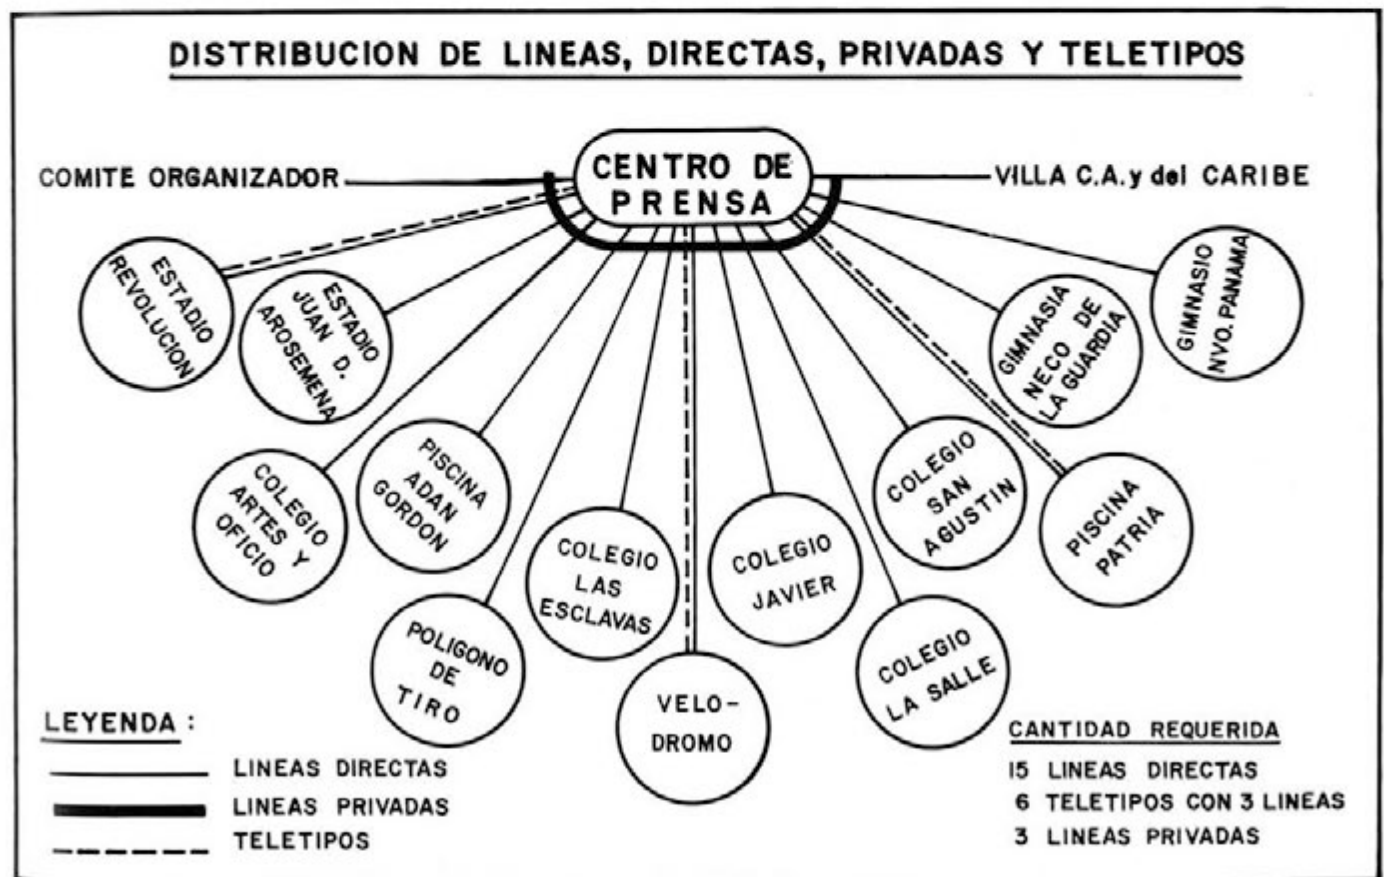 DISTRIBUCION DE LINEAS, DIRECTAS, PRIVADAS Y TELETIPOS
CENTRO DE
PRENSA
COMITE ORGANIZADOR
VILLA C.A. y del CARIBE
ESTADIO
REVOLUCION
ESTADIO
JUAN D.
AROSEMENA
COLEGIO
ARTES Y
OFICIO
PISCINA
ADAN
GORDON
POLIGONO
DE
TIRO
COLEGIO
LAS
ESCLAVAS
VELO-
DROMO
COLEGIO
JAVIER
COLEGIO
LA SALLE
COLEGIO
SAN
AGUSTIN
PISCINA
PATRIA
GIMNASIA
NECO DE
LA GUARDIA
GIMNASIO
NVO. PANAMA
LEYENDA :
LINEAS DIRECTAS
LINEAS PRIVADAS
TELETIPOS
CANTIDAD REQUERIDA
15 LINEAS DIRECTAS
6 TELETIPOS CON 3 LINEAS
3 LINEAS PRIVADAS